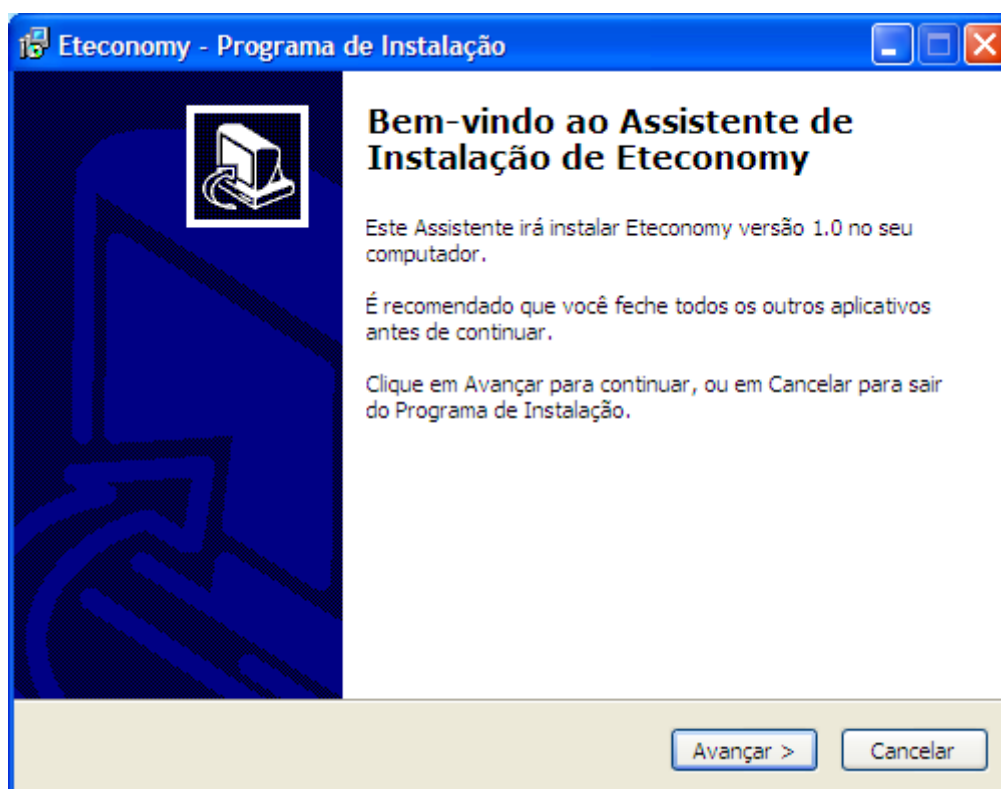 Eteconomy - Programa de Instalação
Bem-vindo ao Assistente de
Instalação de Eteconomy
Este Assistente irá instalar Eteconomy versão 1.0 no seu
computador.
É recomendado que você feche todos os outros aplicativos
antes de continuar.
Clique em Avançar para continuar, ou em Cancelar para sair
do Programa de Instalação.
Avançar >
Cancelar